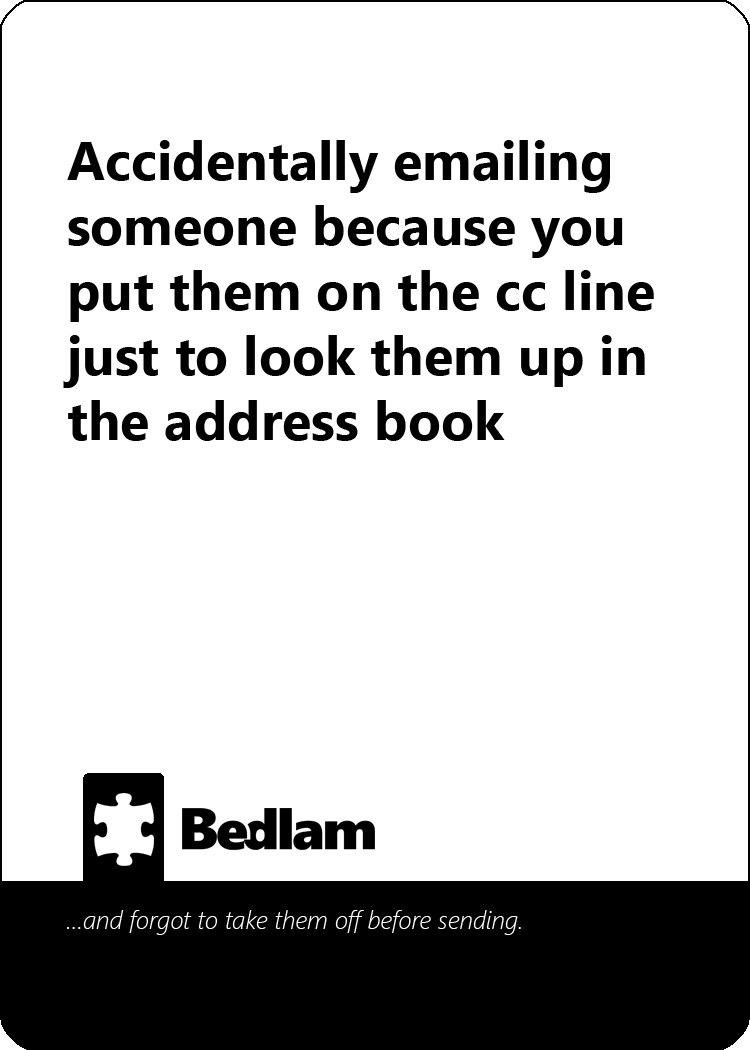 Accidentally emailing
someone because you
put them on the cc line
just to look them up in
the address book
Bedlam
...and forgot to take them off before sending.